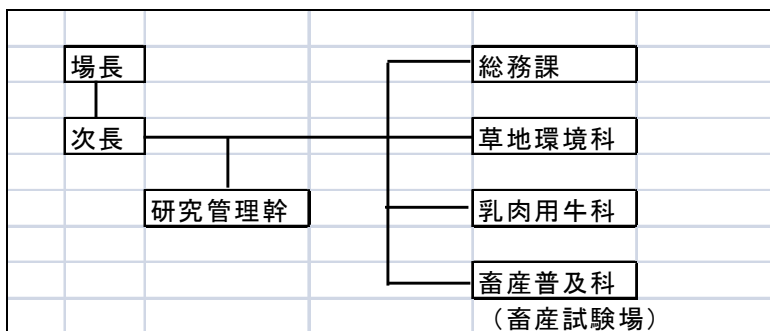 場長
総務課
次長
草地環境科
研究管理幹
乳肉用牛科
畜産普及科
（畜産試験場）